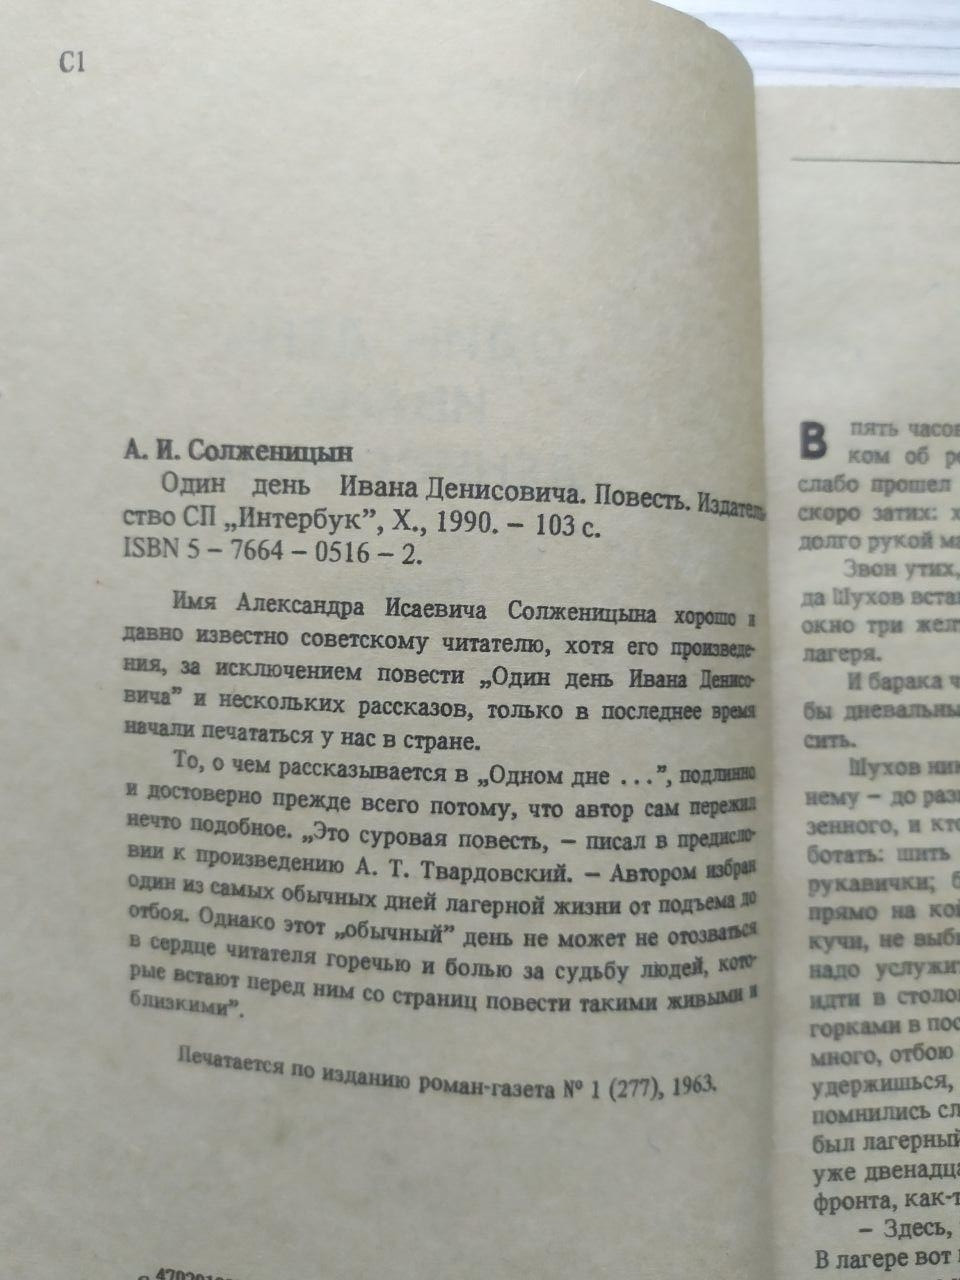 С1
А. И. Солженицын
Один день Ивана Денисовича. Повесть. Издатель
ство СП „Интербук”, Х., 1990. – 103 с.
ISBN 5 – 7664 – 0516 – 2.
Имя Александра Исаевича Солженицына хорошо и
давно известно советскому читателю, хотя его произведе-
ния, за исключением повести „Один день Ивана Денисо-
вича” и нескольких рассказов, только в последнее время
начали печататься у нас в стране.
То, о чем рассказывается в „Одном дне ...”, подлинно
и достоверно прежде всего потому, что автор сам пережил
нечто подобное. „Это суровая повесть, – писал в предисло-
вии к произведению А. Т. Твардовский. – Автором избран
один из самых обычных дней лагерной жизни от подъема до
отбоя. Однако этот „обычный” день не может не отозваться
в сердце читателя горечью и болью за судьбу людей, кото-
рые встают перед ним со страниц повести такими живыми и
близкими”.
Печатается по изданию роман-газета № 1 (277), 1963.
В пять часов
ком об ре
слабо прошел
скоро затих: х
долго рукой ма
Звон утих,
да Шухов встав
окно три желт
лагеря.
И барака ч
бы дневальны
сить.
Шухов ник
нему – до раз
зенного, и кто
ботать: шить
рукавички; б
прямо на кой
кучи, не выби
надо услужит
идти в столов
горками в пос
много, отбою
удержишься,
помнились сл
был лагерный
уже двенадца
фронта, как-т
– Здесь,
В лагере вот